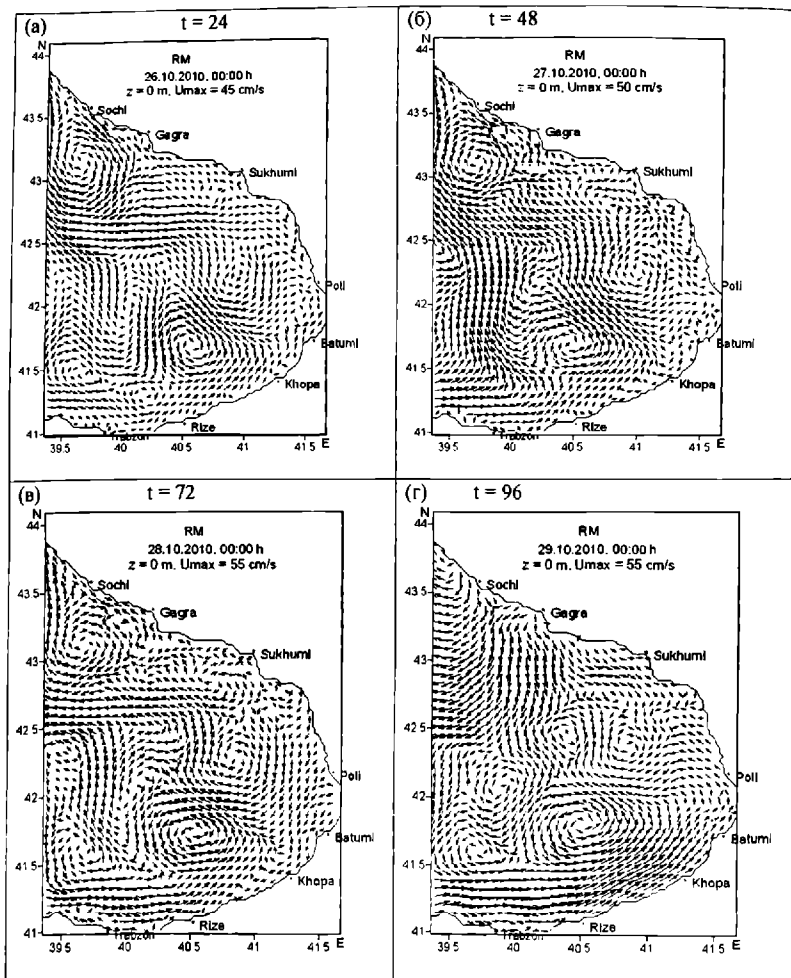 (а) t = 24
N
44
RM
26.10.2010. 00:00 h
z = 0 m. Umax = 45 cm/s
43.5
Sochi
Gagra
43
Sukhumi
42.5
42
Poli
41.5
Batumi
Khopa
41
Trabzon
Rize
39.5 40 40.5 41 41.5 E
(б) t = 48
N
44
RM
27.10.2010. 00:00 h
z = 0 m. Umax = 50 cm/s
43.5
Sochi
Gagra
43
Sukhumi
42.5
42
Poli
41.5
Batumi
Khopa
41
Trabzon
Rize
39.5 40 40.5 41 41.5 E
(в) t = 72
N
44
RM
28.10.2010. 00:00 h
z = 0 m. Umax = 55 cm/s
43.5
Sochi
Gagra
43
Sukhumi
42.5
42
Poli
41.5
Batumi
Khopa
41
Trabzon
Rize
39.5 40 40.5 41 41.5 E
(г) t = 96
N
44
RM
29.10.2010. 00:00 h
z = 0 m. Umax = 55 cm/s
43.5
Sochi
Gagra
43
Sukhumi
42.5
42
Poli
41.5
Batumi
Khopa
41
Trabzon
Rize
39.5 40 40.5 41 41.5 E